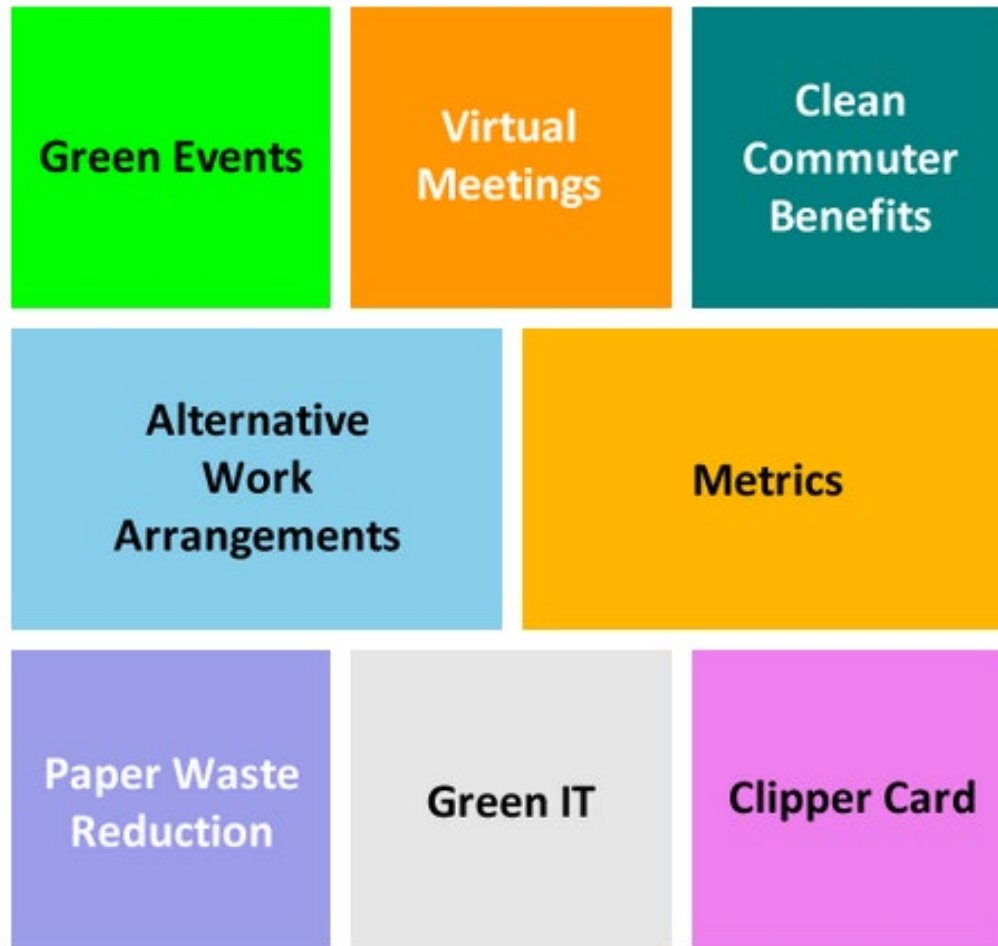 Green Events
Virtual
Meetings
Clean
Commuter
Benefits
Alternative
Work
Arrangements
Metrics
Paper Waste
Reduction
Green IT
Clipper Card